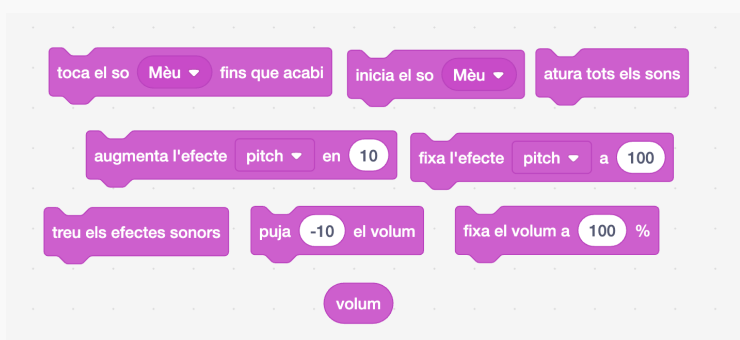 toca el so Mèu fins que acabi
inicia el so Mèu
atura tots els sons
augmenta l'efecte pitch en 10
fixa l'efecte pitch a 100
treu els efectes sonors
puja -10 el volum
fixa el volum a 100 %
volum